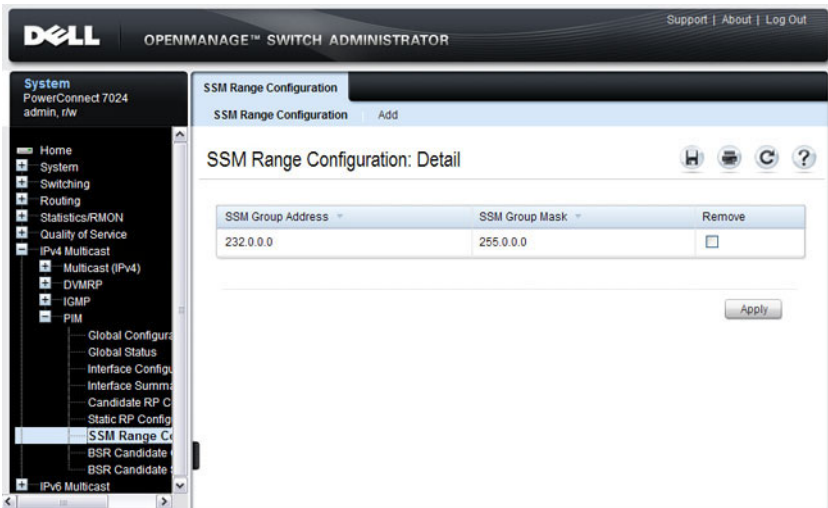 Support | About | Log Out
DELL OPENMANAGE™ SWITCH ADMINISTRATOR
System
PowerConnect 7024
admin, r/w
Home
System
Switching
Routing
Statistics/RMON
Quality of Service
IPv4 Multicast
Multicast (IPv4)
DVMRP
IGMP
PIM
Global Configura
Global Status
Interface Configu
Interface Summa
Candidate RP C
Static RP Config
SSM Range Co
BSR Candidate
BSR Candidate
IPv6 Multicast
SSM Range Configuration
SSM Range Configuration Add
SSM Range Configuration: Detail
SSM Group Address SSM Group Mask Remove
232.0.0.0 255.0.0.0
Apply